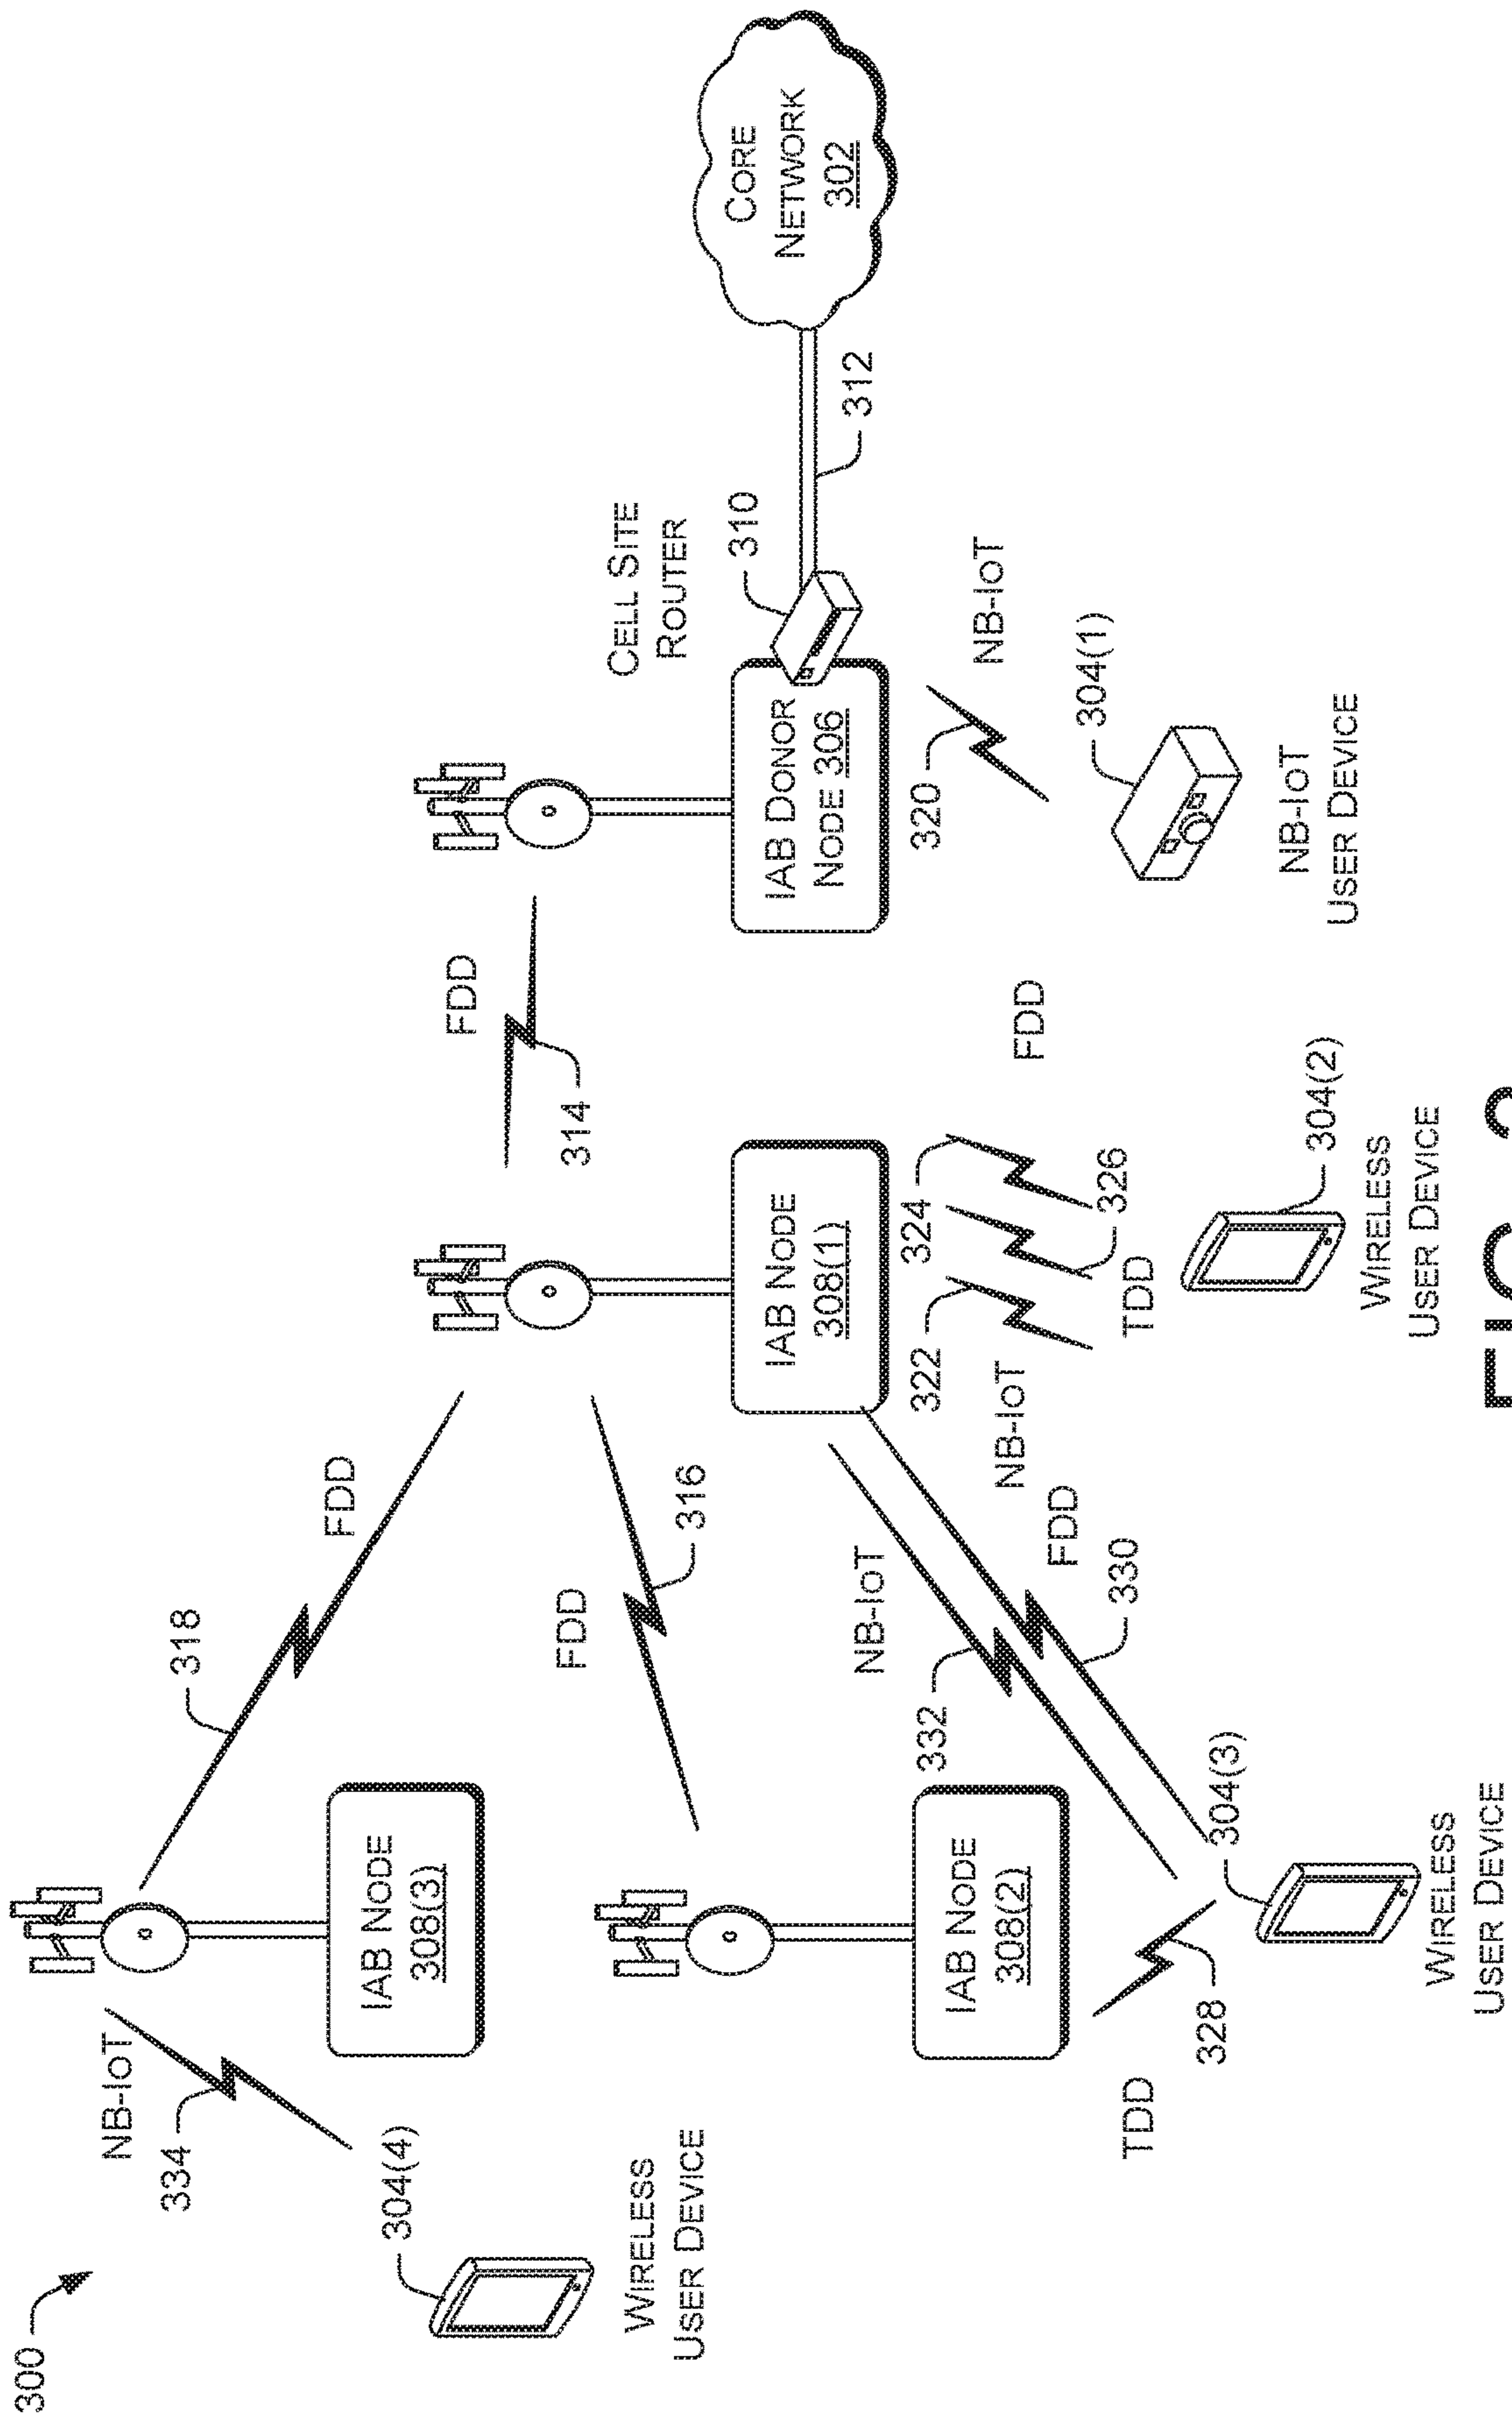 300
NB-IoT
334
304(4)
WIRELESS
USER DEVICE
IAB NODE
308(3)
318
FDD
FDD
316
FDD
314
CELL SITE
ROUTER
310
312
CORE
NETWORK
302
IAB NODE
308(2)
IAB NODE
308(1)
IAB DONOR
NODE 306
332
NB-IoT
FDD
330
TDD
328
304(3)
WIRELESS
USER DEVICE
322
NB-IoT
324
326
TDD
FDD
304(2)
WIRELESS
USER DEVICE
320
NB-IoT
304(1)
NB-IoT
USER DEVICE